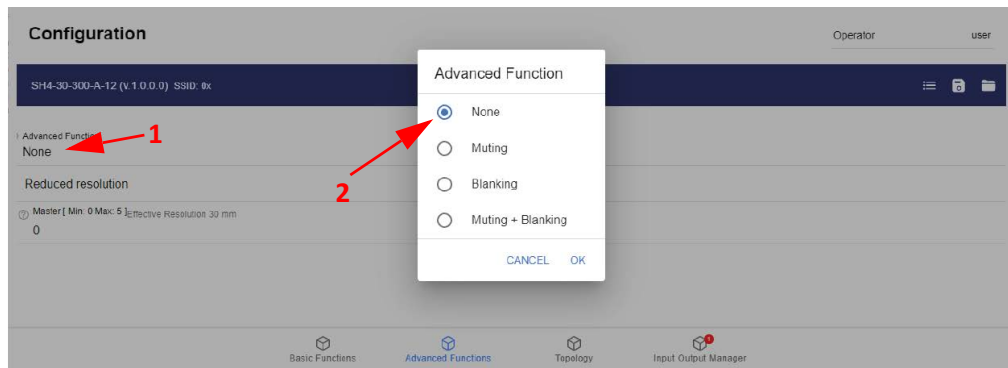 Configuration
Operator user
SH4-30-300-A-12 (v.1.0.0.0) SSID: 0x
Advanced Function
None
1
Reduced resolution
Master [ Min: 0 Max: 5 ] Effective Resolution 30 mm
0
Advanced Function
None
Muting
Blanking
Muting + Blanking
CANCEL OK
2
Basic Functions
Advanced Functions
Topology
Input Output Manager